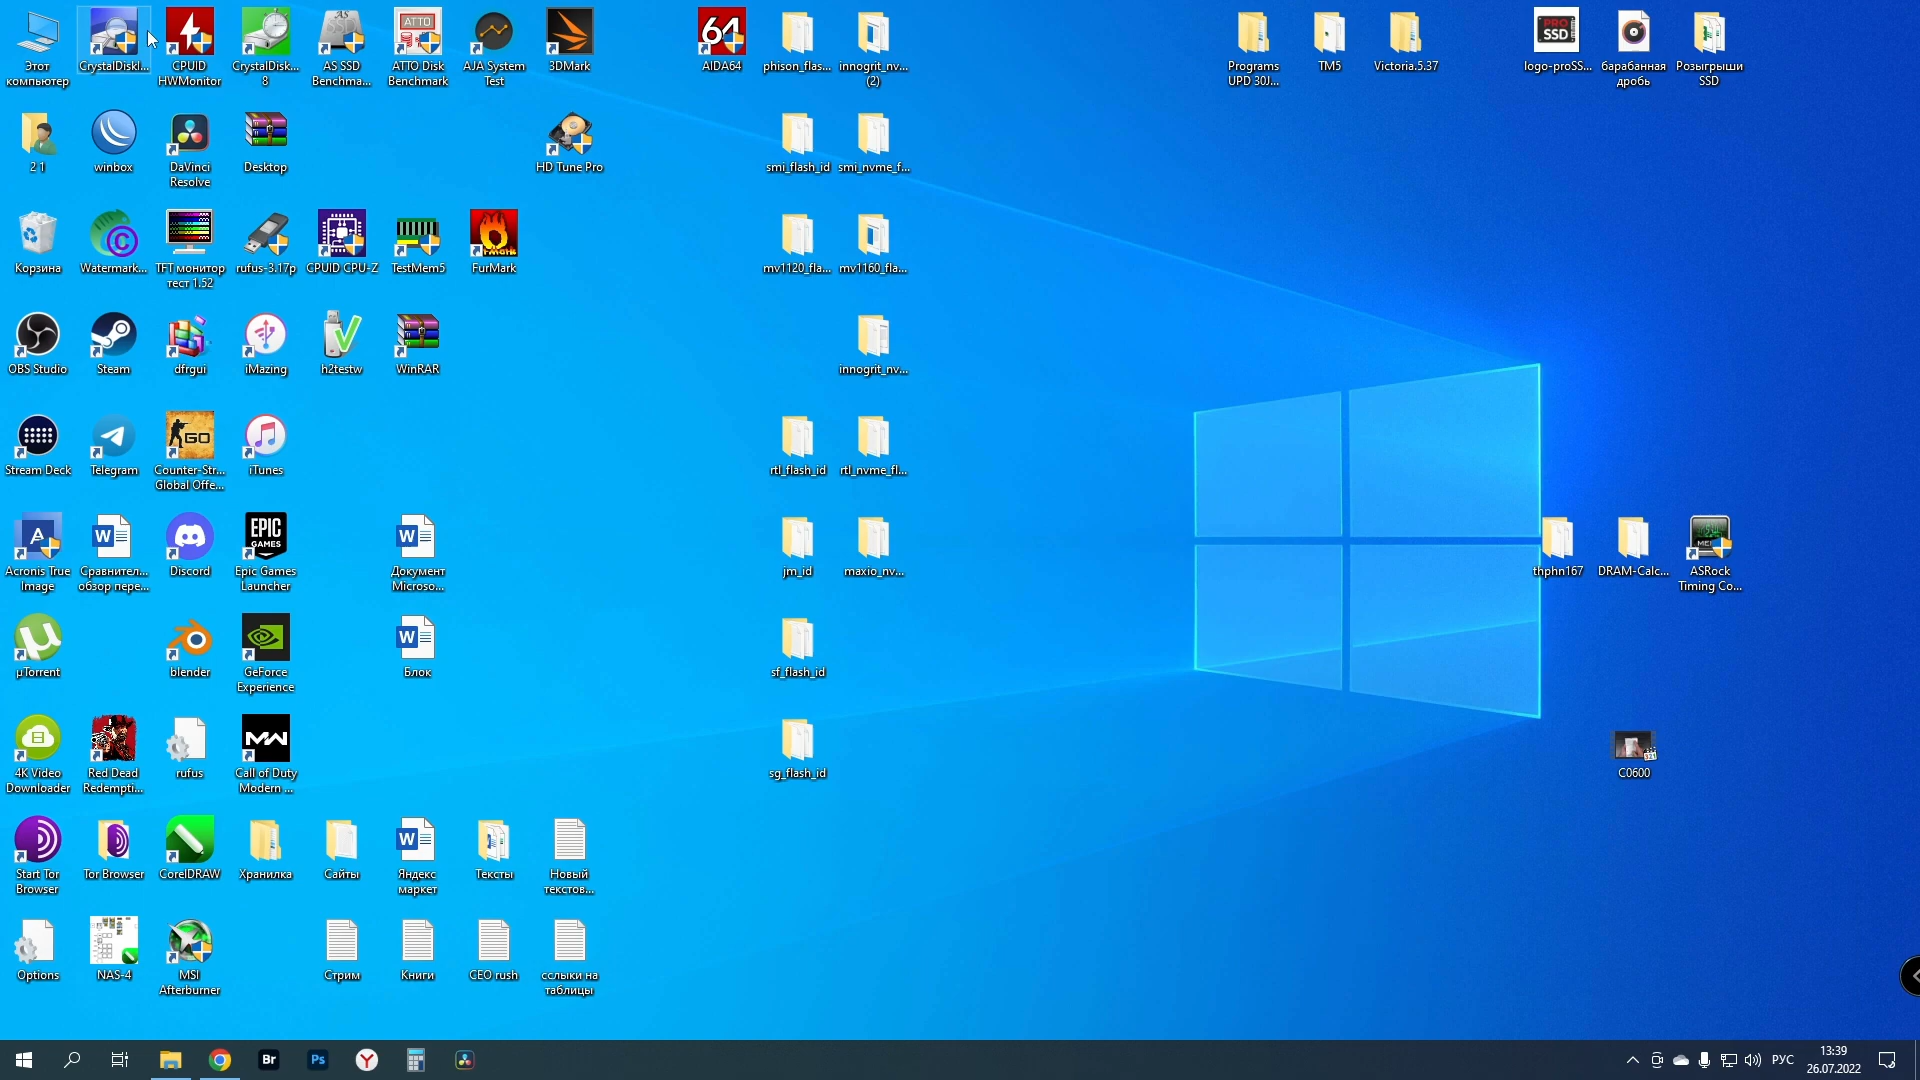 Этот
компьютер
CrystalDiskI...
CPUID
HWMonitor
CrystalDisk...
8
AS SSD
Benchma...
ATTO Disk
Benchmark
AJA System
Test
3DMark
64
AIDA64
phison_flas...
innogrit_nv...
(2)
Programs
UPD 30J...
TM5
Victoria.5.37
PRO
SSD
logo-proSS...
барабанная
дробь
Розыгрыши
SSD
2 1
winbox
DaVinci
Resolve
Desktop
HD Tune Pro
smi_flash_id
smi_nvme_f...
Корзина
Watermark...
TFT монитор
тест 1.52
rufus-3.17p
CPUID CPU-Z
TestMem5
FurMark
mv1120_fla...
mv1160_fla...
OBS Studio
Steam
dfrgui
iMazing
h2testw
WinRAR
innogrit_nv...
Stream Deck
Telegram
Counter-Str...
Global Offe...
iTunes
rtl_flash_id
rtl_nvme_fl...
Acronis True
Image
Сравнител...
обзор пере...
Discord
EPIC
GAMES
Epic Games
Launcher
Документ
Microso...
jm_id
maxio_nv...
thphn167
DRAM-Calc...
ASRock
Timing Co...
µTorrent
blender
GeForce
Experience
Блок
sf_flash_id
4K Video
Downloader
Red Dead
Redempti...
rufus
Call of Duty
Modern ...
sg_flash_id
C0600
Start Tor
Browser
Tor Browser
CorelDRAW
Хранилка
Сайты
Яндекс
маркет
Тексты
Новый
текстов...
Options
NAS-4
MSI
Afterburner
Стрим
Книги
CEO rush
сслыки на
таблицы
Br
Ps
РУС
13:39
26.07.2022